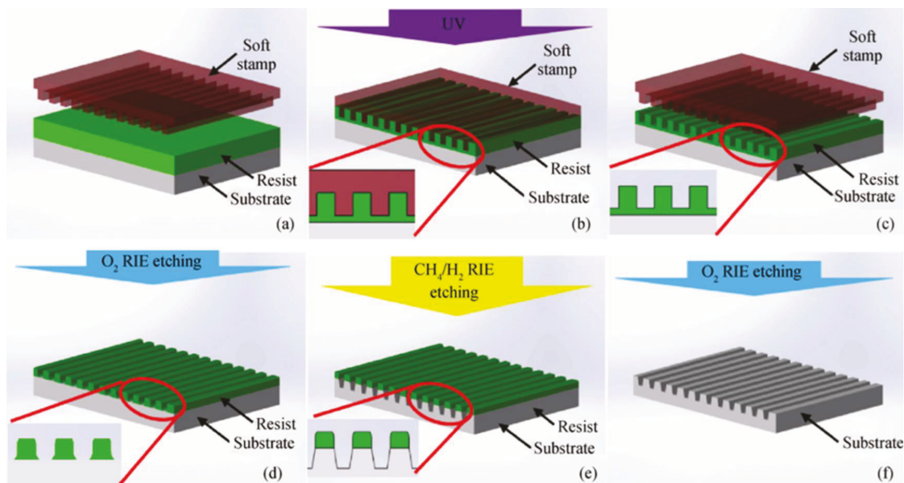 Soft
stamp
Resist
Substrate
(a)
UV
Soft
stamp
Resist
Substrate
(b)
Soft
stamp
Resist
Substrate
(c)
O2 RIE etching
Resist
Substrate
(d)
CH4/H2 RIE
etching
Resist
Substrate
(e)
O2 RIE etching
Substrate
(f)